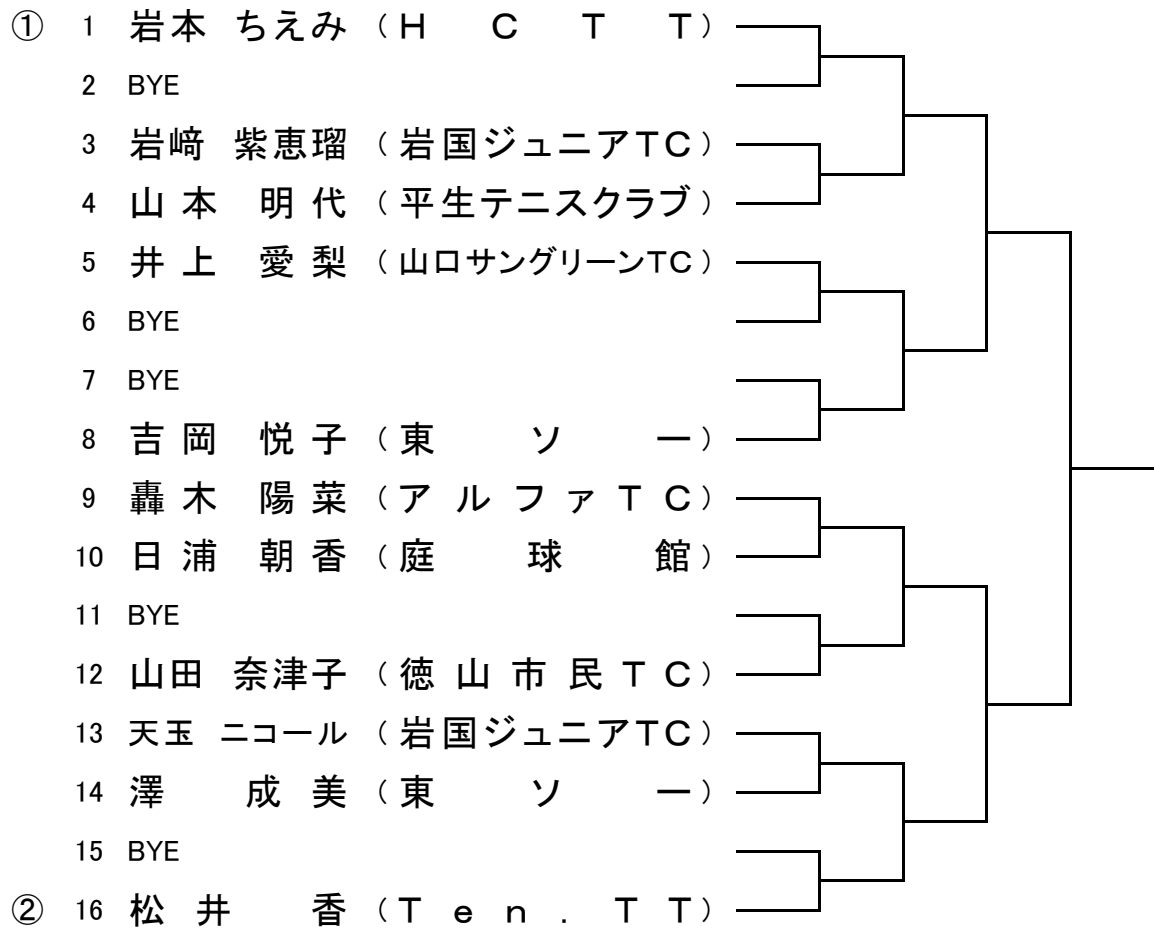 ① 1 岩本 ちえみ (H C T T)
2 BYE
3 岩﨑 紫恵瑠 (岩国ジュニアTC)
4 山本 明代 (平生テニスクラブ)
5 井上 愛梨 (山口サングリーンTC)
6 BYE
7 BYE
8 吉岡 悦子 (東ソー)
9 轟木 陽菜 (アルファTC)
10 日浦 朝香 (庭球館)
11 BYE
12 山田 奈津子 (徳山市民TC)
13 天玉 ニコール (岩国ジュニアTC)
14 澤 成美 (東ソー)
15 BYE
② 16 松井 香 (Ten.TT)